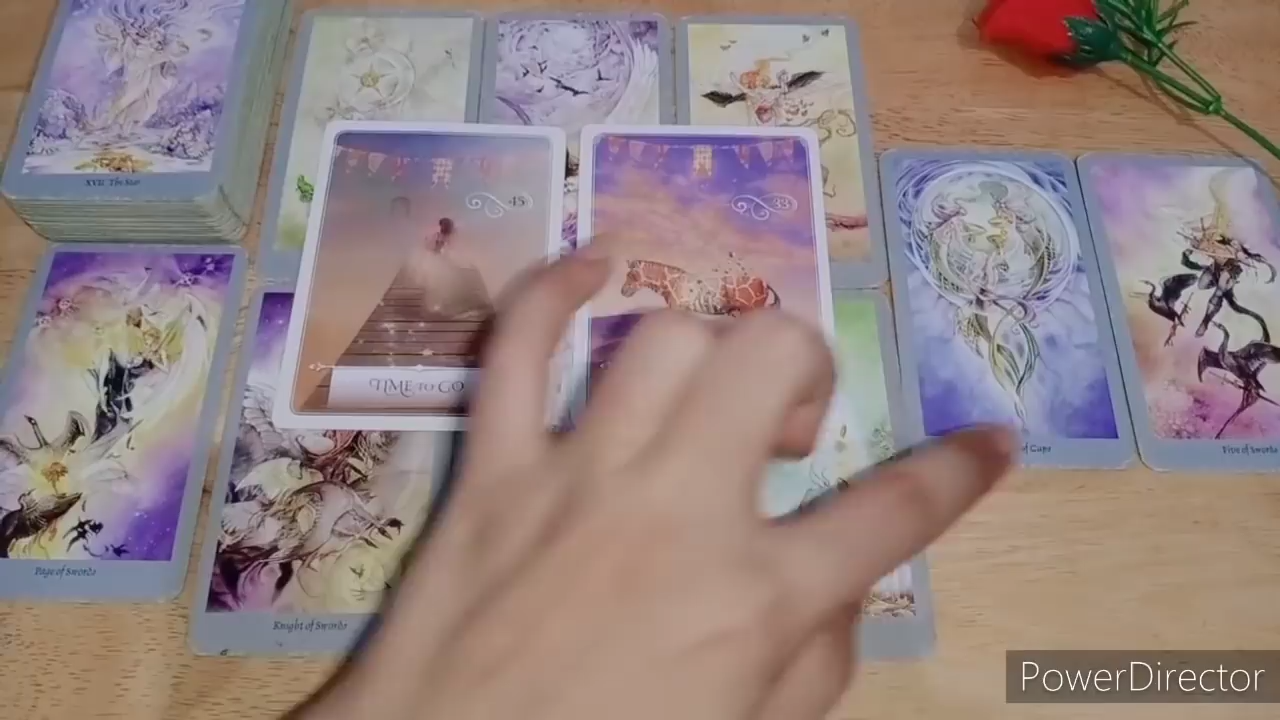 XVII The Star
45
33
TIME TO GO
Page of Swords
Knight of Swords
of Cups
Five of Swords
PowerDirector